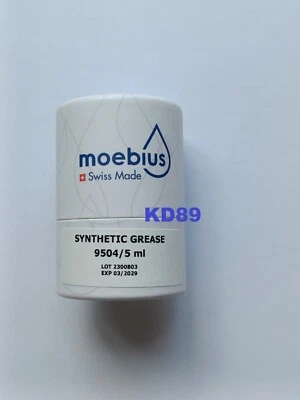 moebius
Swiss Made
KD89
SYNTHETIC GREASE
9504/5 ml
LOT 2300803
EXP 03/2029